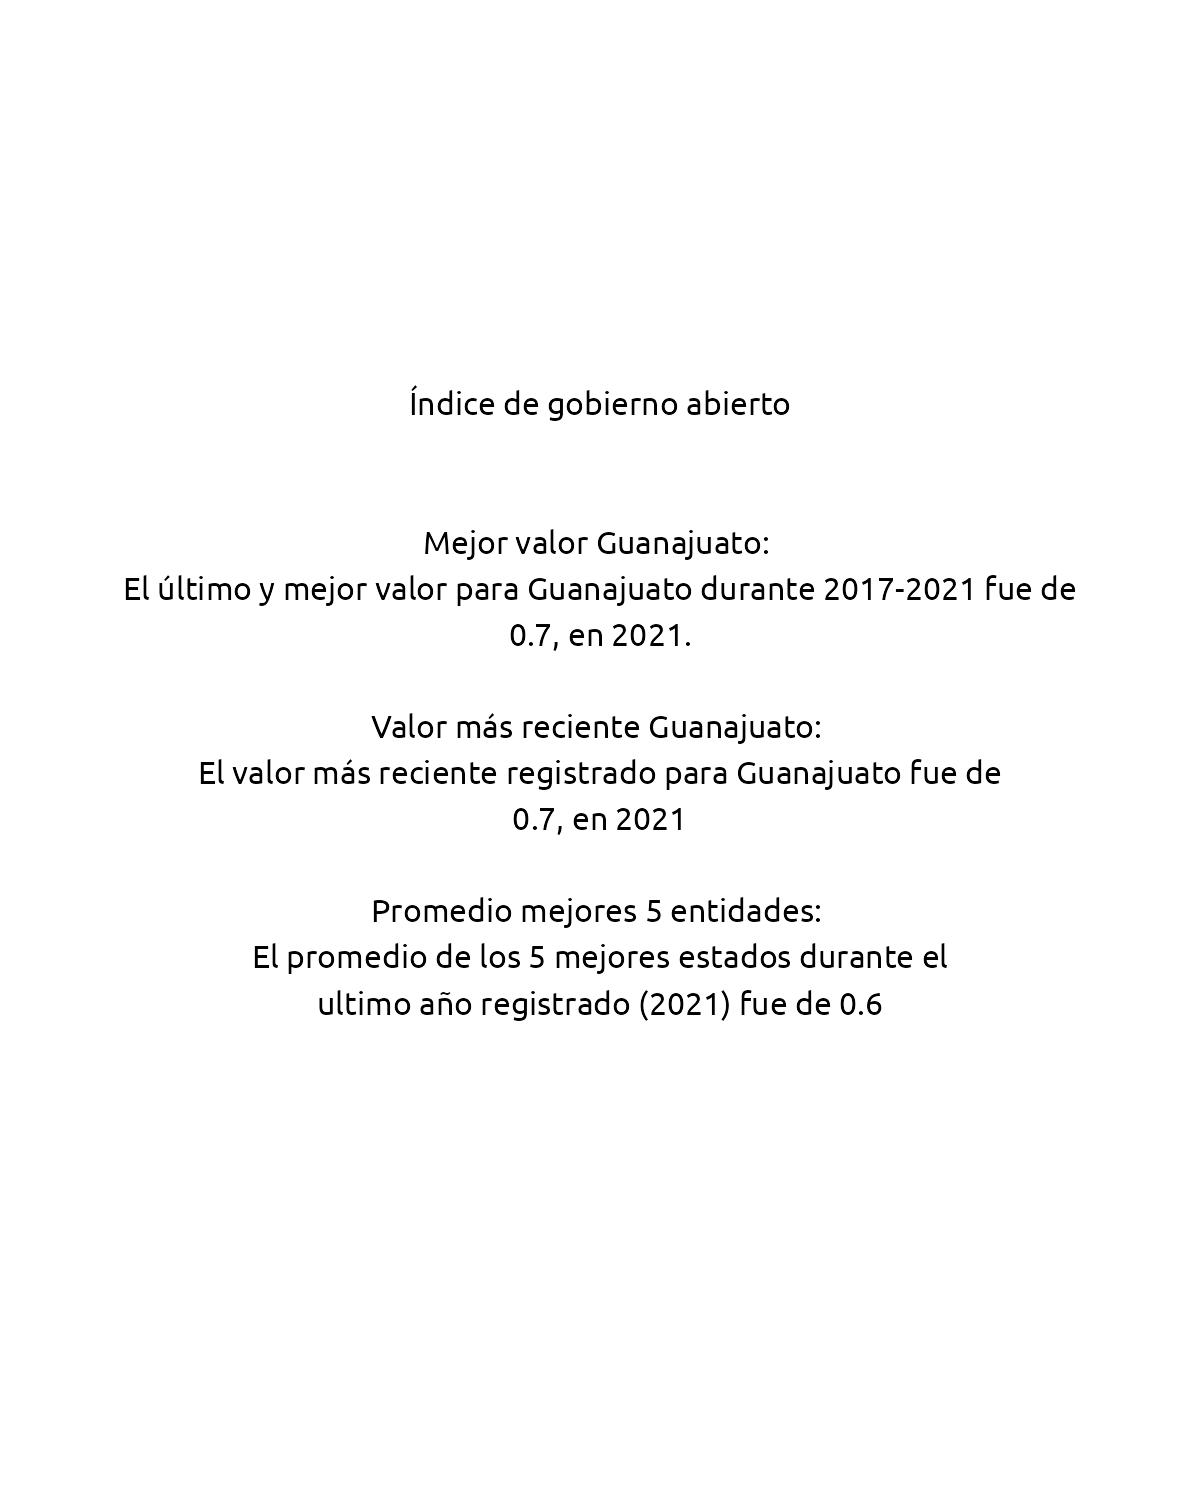 Índice de gobierno abierto
Mejor valor Guanajuato:
El último y mejor valor para Guanajuato durante 2017-2021 fue de
0.7, en 2021.
Valor más reciente Guanajuato:
El valor más reciente registrado para Guanajuato fue de
0.7, en 2021
Promedio mejores 5 entidades:
El promedio de los 5 mejores estados durante el
ultimo año registrado (2021) fue de 0.6